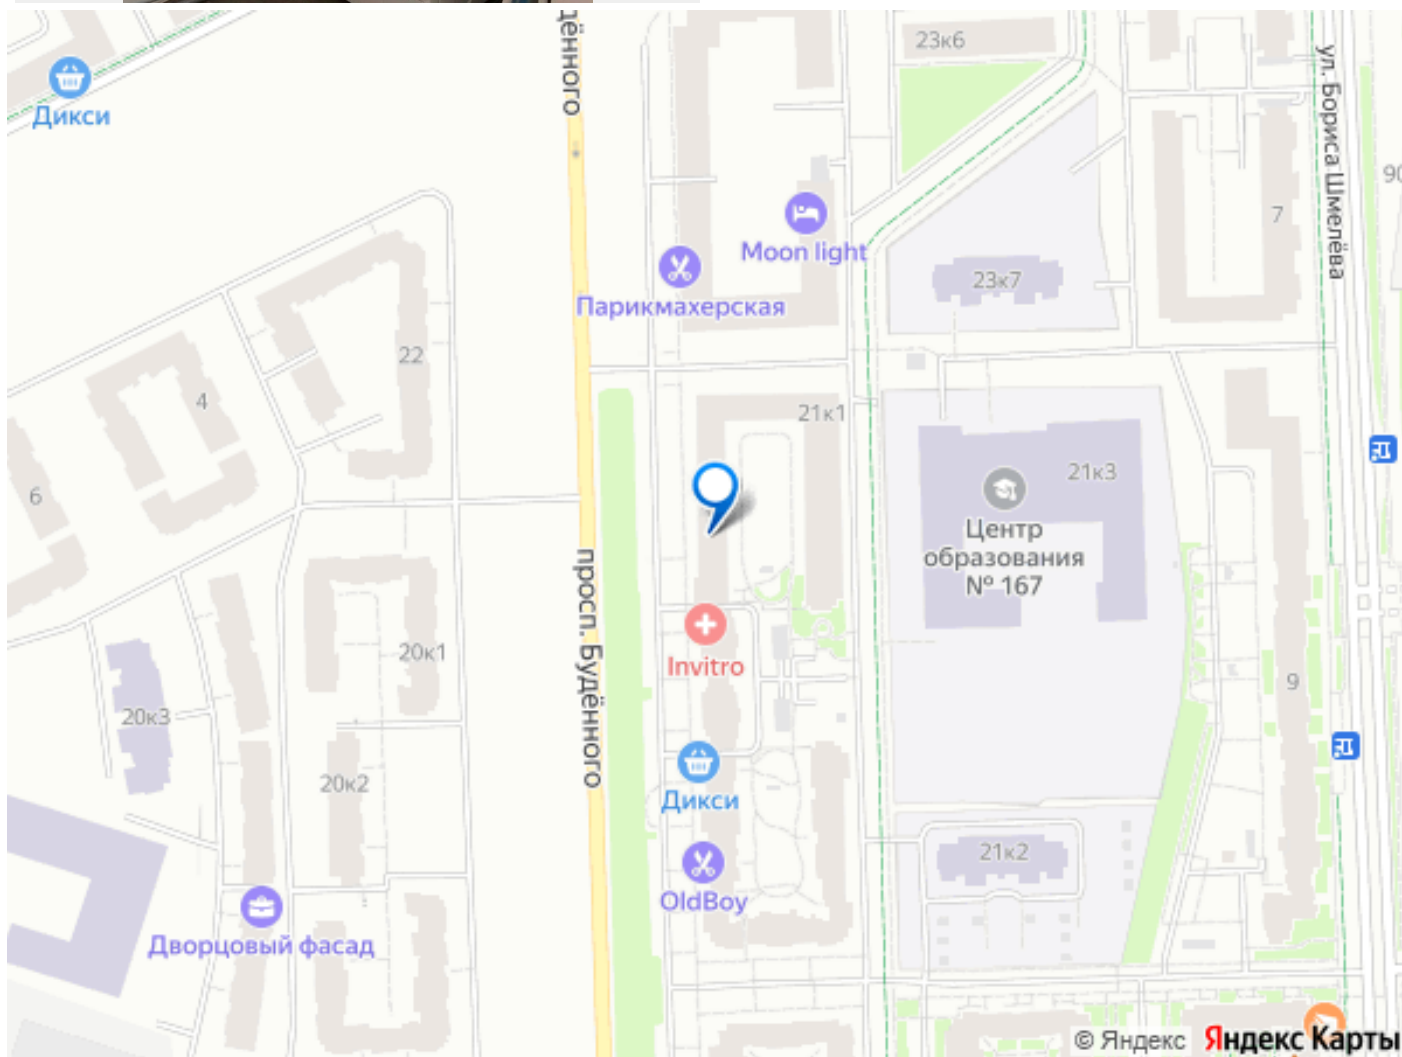 дённого
23к6
ул. Бориса Шмелёва
Дикси
90
7
Moon light
23к7
Парикмахерская
22
4
21к1
6
21к3
Центр
образования
№ 167
просп. Будённого
20к1
Invitro
9
20к3
20к2
Дикси
21к2
OldBoy
Дворцовый фасад
© Яндекс Яндекс Карты